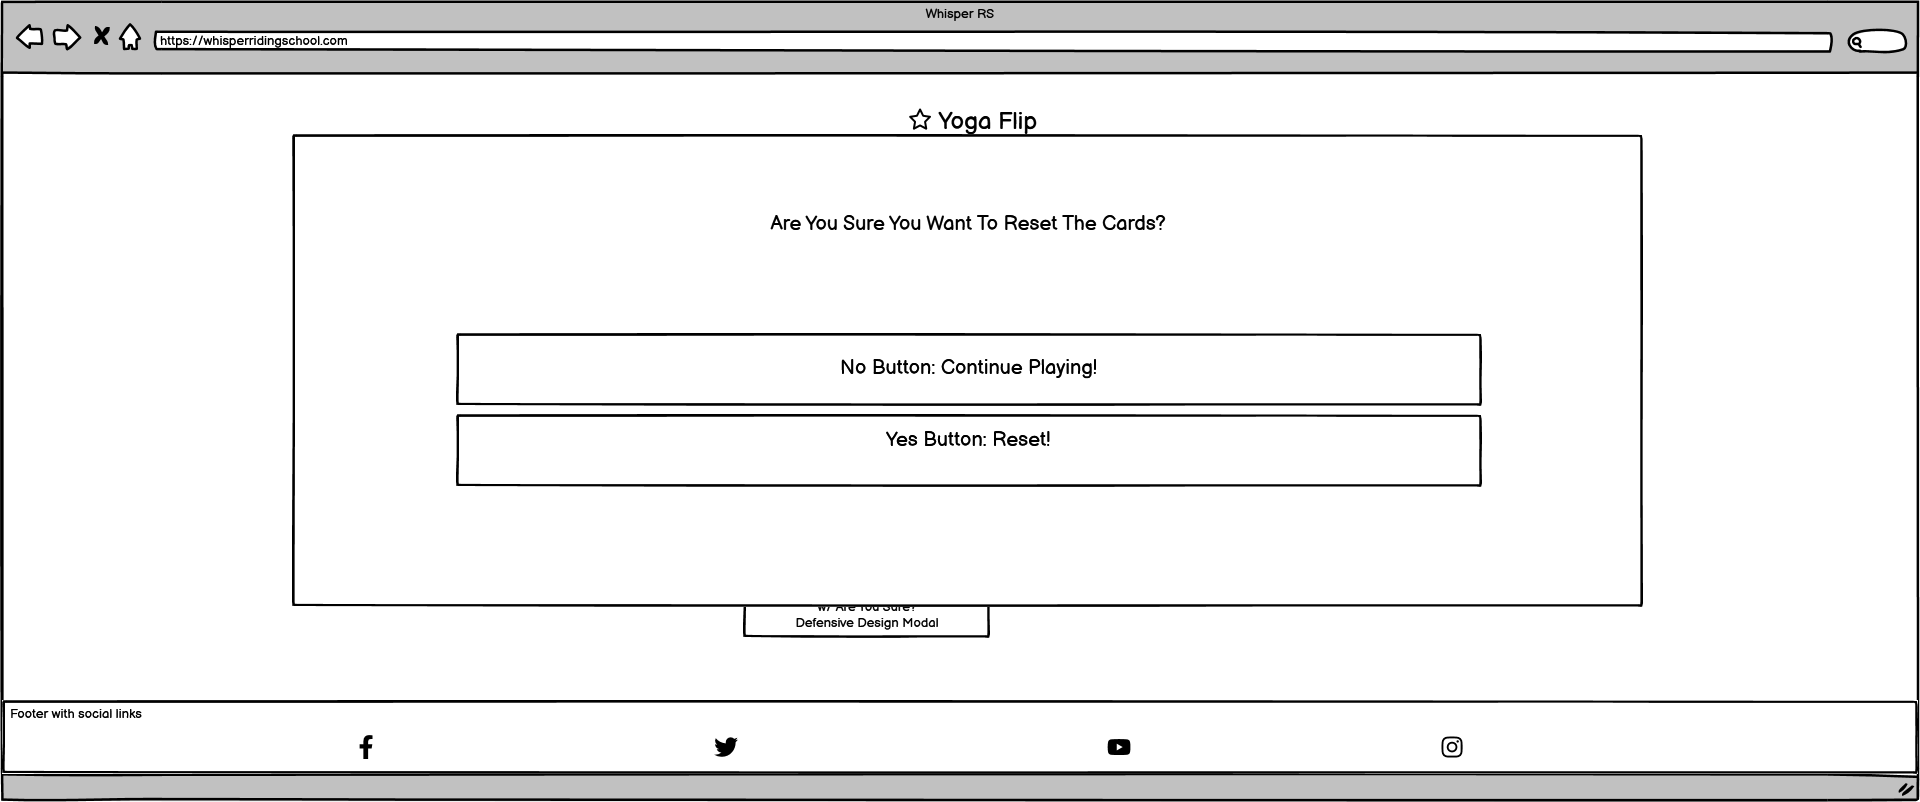 Whisper RS
https://whisperridingschool.com
Yoga Flip
Are You Sure You Want To Reset The Cards?
No Button: Continue Playing!
Yes Button: Reset!
w/ Are You Sure?
Defensive Design Modal
Footer with social links